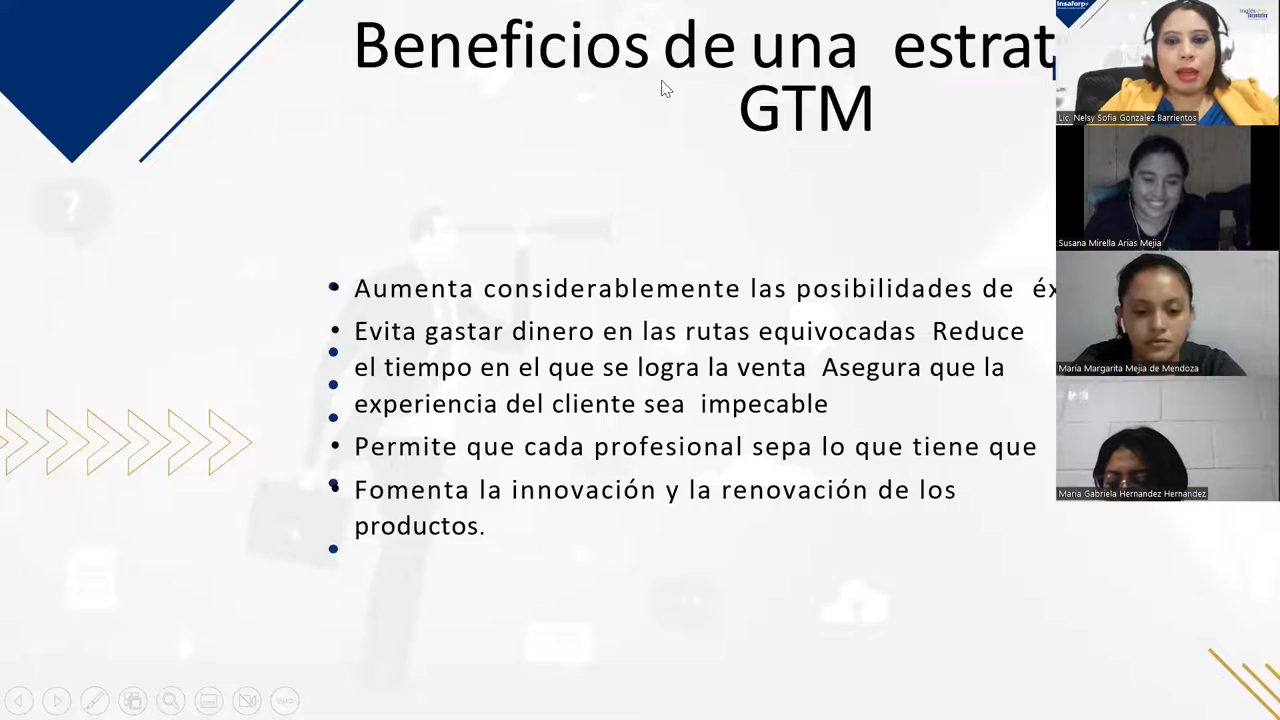 Beneficios de una estrat
GTM
• Aumenta considerablemente las posibilidades de éx
• Evita gastar dinero en las rutas equivocadas Reduce
el tiempo en el que se logra la venta Asegura que la
experiencia del cliente sea impecable
• Permite que cada profesional sepa lo que tiene que
• Fomenta la innovación y la renovación de los
productos.
?
Insaforp
Lic. Nelsy Sofia Gonzalez Barrientos
Susana Mirella Arias Mejia
Maria Margarita Mejia de Mendoza
Maria Gabriela Hernandez Hernandez